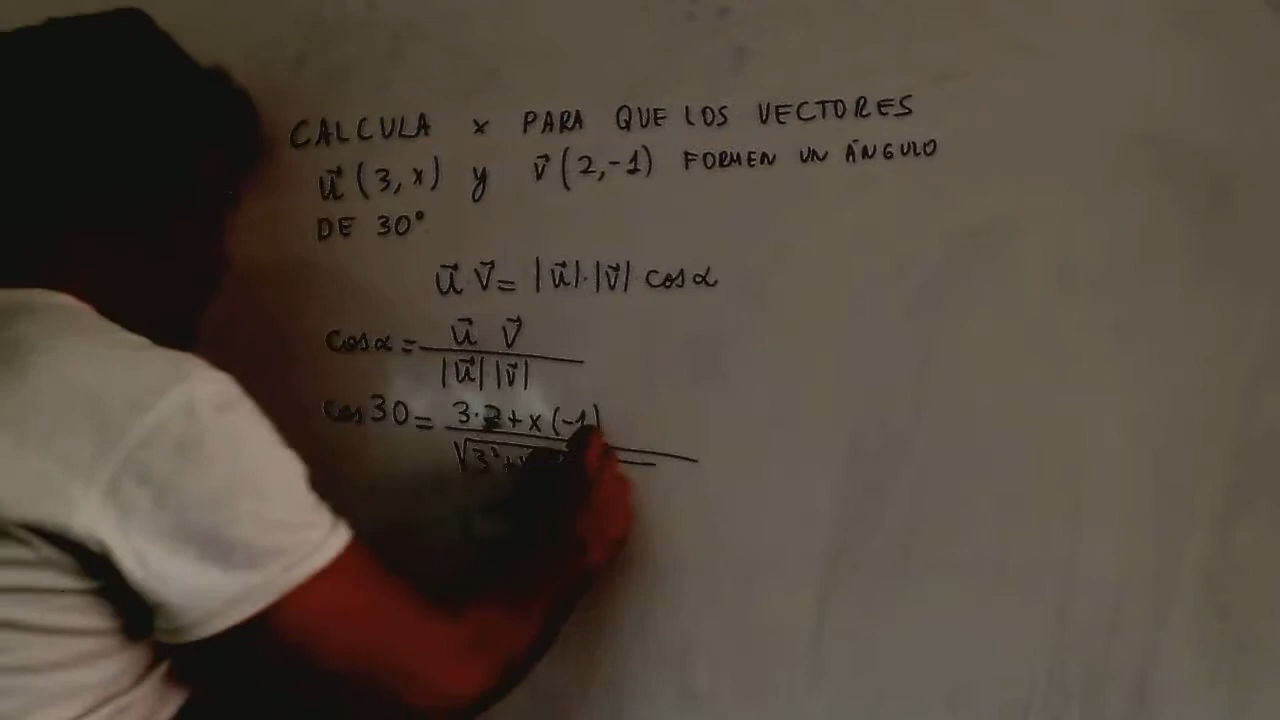 CALCULA x PARA QUE LOS VECTORES
u⃗ (3, x) y v⃗ (2, -1) FORMEN UN ÁNGULO
DE 30°
u⃗ · v⃗ = |u⃗| · |v⃗| cos α
cos α = u⃗ v⃗
|u⃗| |v⃗|
cos 30 = 3·2 + x (-1)
√3² +